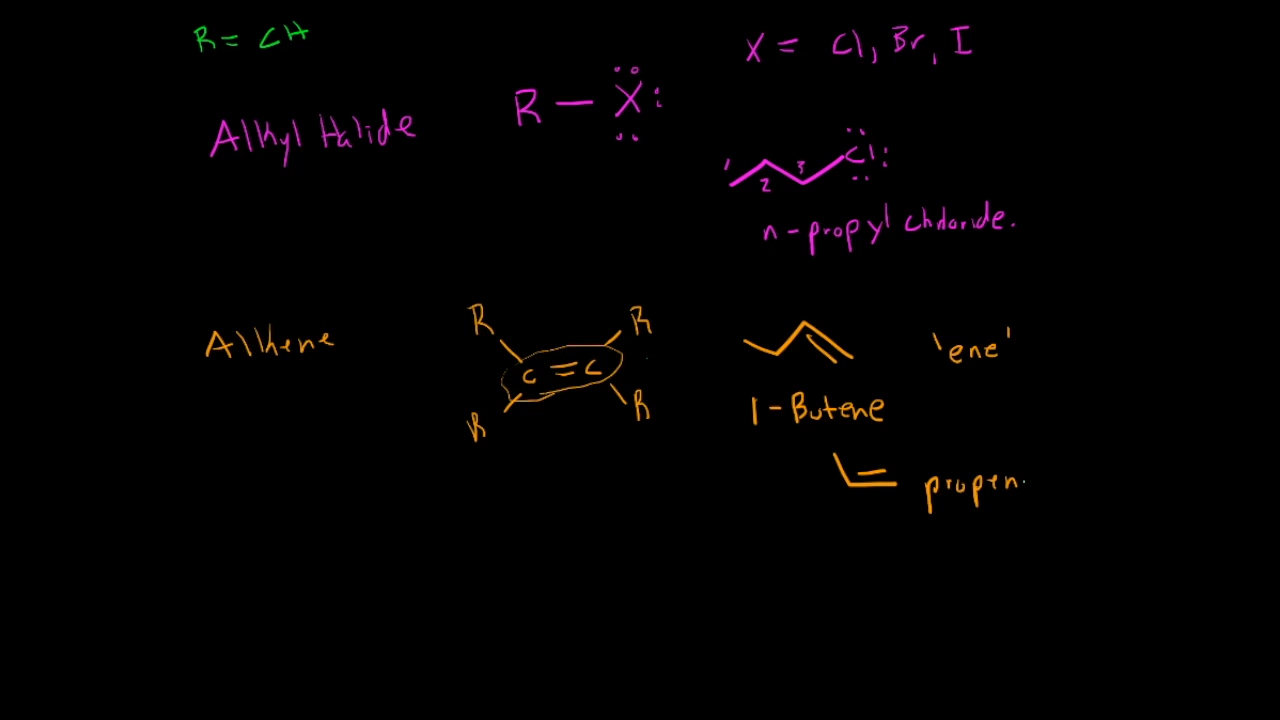 R = CH
X = Cl, Br, I
Alkyl Halide
R — X
1 2 3 Cl
n-propyl chloride.
Alkene
R R
C = C
R R
'ene'
1-Butene
propen